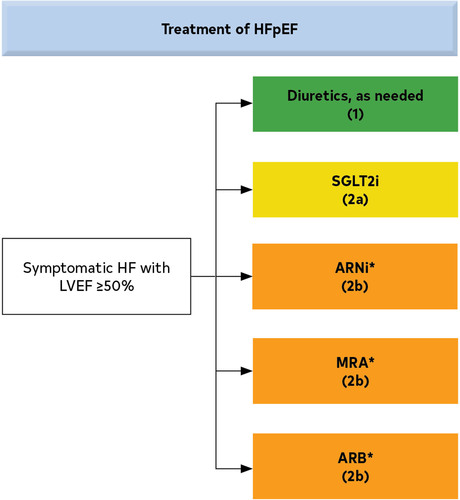 Treatment of HFpEF
Diuretics, as needed
(1)
SGLT2i
(2a)
Symptomatic HF with
LVEF ≥50%
ARNi*
(2b)
MRA*
(2b)
ARB*
(2b)